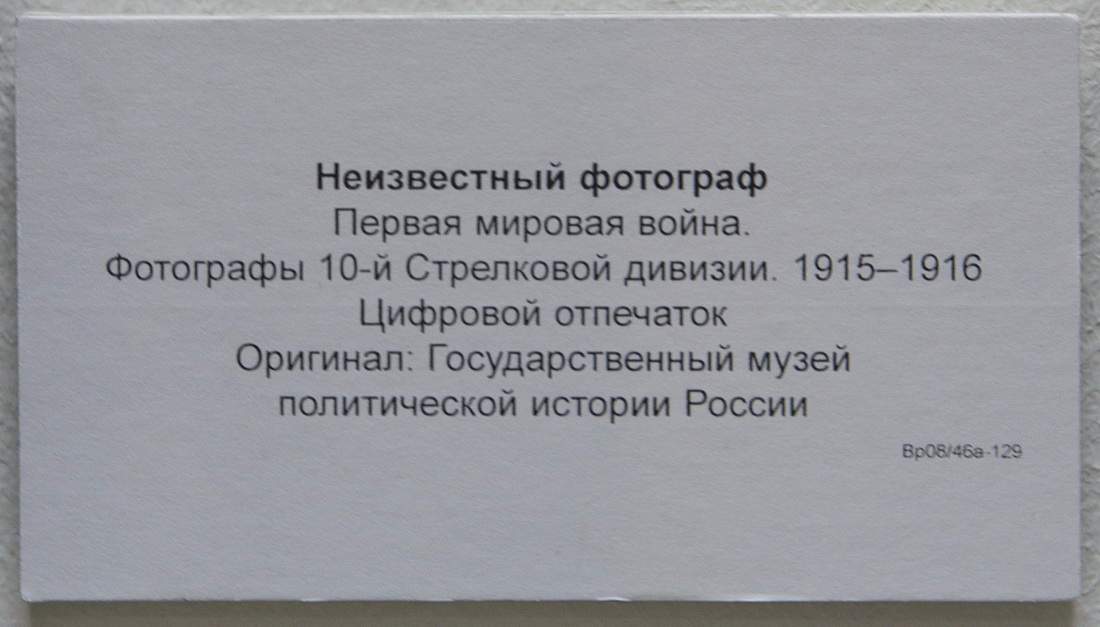 Неизвестный фотограф
Первая мировая война.
Фотографы 10-й Стрелковой дивизии. 1915–1916
Цифровой отпечаток
Оригинал: Государственный музей
политической истории России
Вр08/46а-129